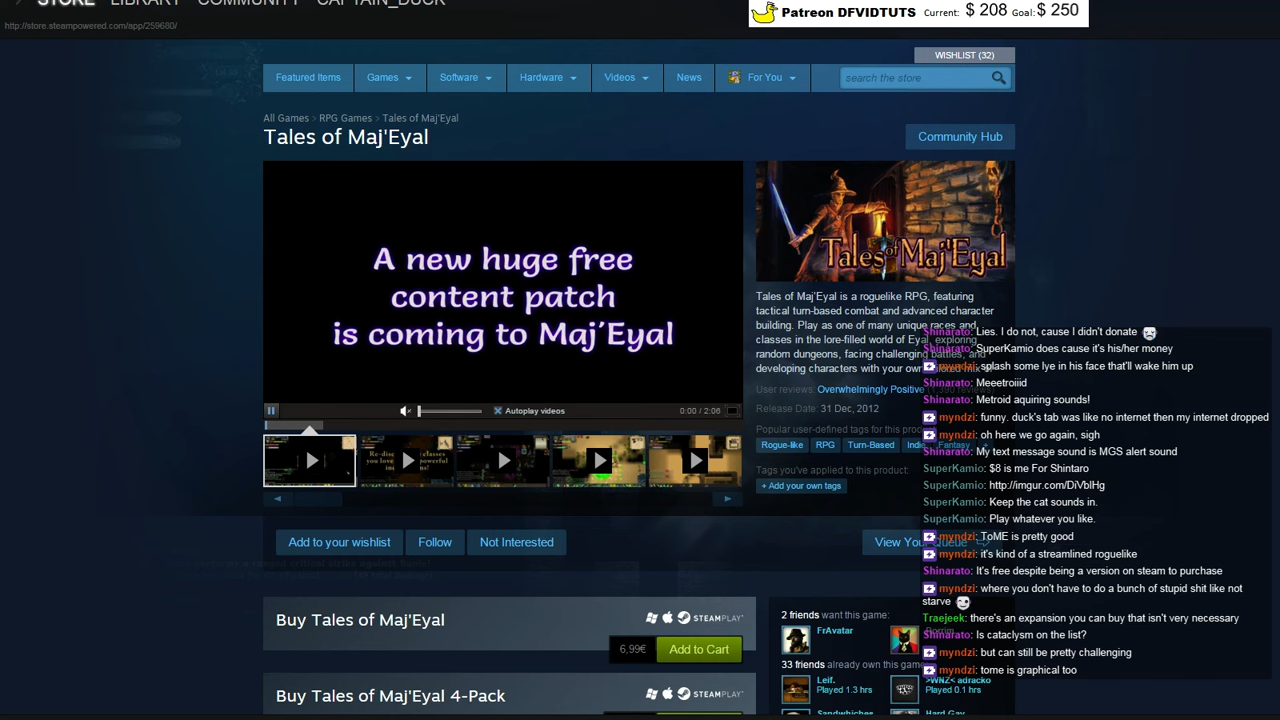 STORE LIBRARY COMMUNITY CAPTAIN_DUCK
http://store.steampowered.com/app/259680/
Patreon DFVIDTUTS Current: $ 208 Goal: $ 250
WISHLIST (32)
Featured Items Games Software Hardware Videos News For You search the store
All Games > RPG Games > Tales of Maj'Eyal
Tales of Maj'Eyal
Community Hub
A new huge free
content patch
is coming to Maj'Eyal
Autoplay videos 0:00 / 2:06
Tales of Maj'Eyal
Tales of Maj'Eyal is a roguelike RPG, featuring
tactical turn-based combat and advanced character
building. Play as one of many unique races and
classes in the lore-filled world of Eyal, exploring
random dungeons, facing challenging battles, and
developing characters with your own
User reviews: Overwhelmingly Positive
Release Date: 31 Dec, 2012
Popular user-defined tags for this
Rogue-like RPG Turn-Based Fantasy +
Tags you've applied to this product:
+ Add your own tags
Add to your wishlist Follow Not Interested View Your Queue
Buy Tales of Maj'Eyal
STEAMPLAY
6,99€ Add to Cart
Buy Tales of Maj'Eyal 4-Pack
STEAMPLAY
2 friends want this game:
FrAvatar
33 friends already own this game
Leif.
Played 1.3 hrs
>WNZ< adracko
Played 0.1 hrs
Sandwiches Hard Gay
Shinarato: Lies. I do not, cause I didn't donate
Shinarato: SuperKamio does cause it's his/her money
myndzi: splash some lye in his face that'll wake him up
Shinarato: Meeetroiiid
Shinarato: Metroid aquiring sounds!
myndzi: funny. duck's tab was like no internet then my internet dropped
myndzi: oh here we go again, sigh
Shinarato: My text message sound is MGS alert sound
SuperKamio: $8 is me For Shintaro
SuperKamio: http://imgur.com/DiVblHg
SuperKamio: Keep the cat sounds in.
SuperKamio: Play whatever you like.
myndzi: ToME is pretty good
myndzi: it's kind of a streamlined roguelike
Shinarato: It's free despite being a version on steam to purchase
myndzi: where you don't have to do a bunch of stupid shit like not
starve
Traejeek: there's an expansion you can buy that isn't very necessary
Shinarato: Is cataclysm on the list?
myndzi: but can still be pretty challenging
myndzi: tome is graphical too